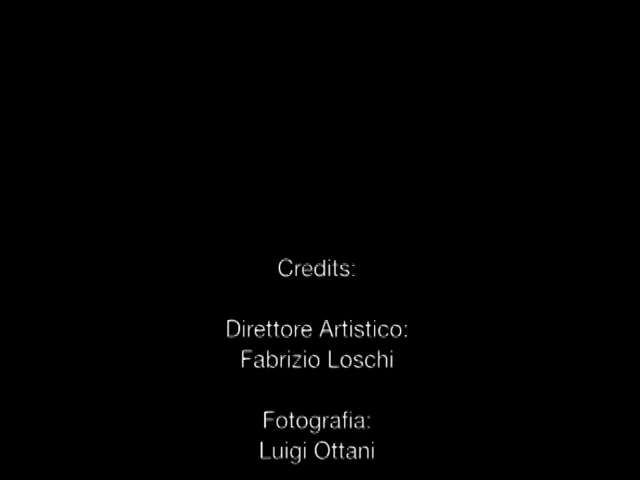 Credits:
Direttore Artistico:
Fabrizio Loschi
Fotografia:
Luigi Ottani